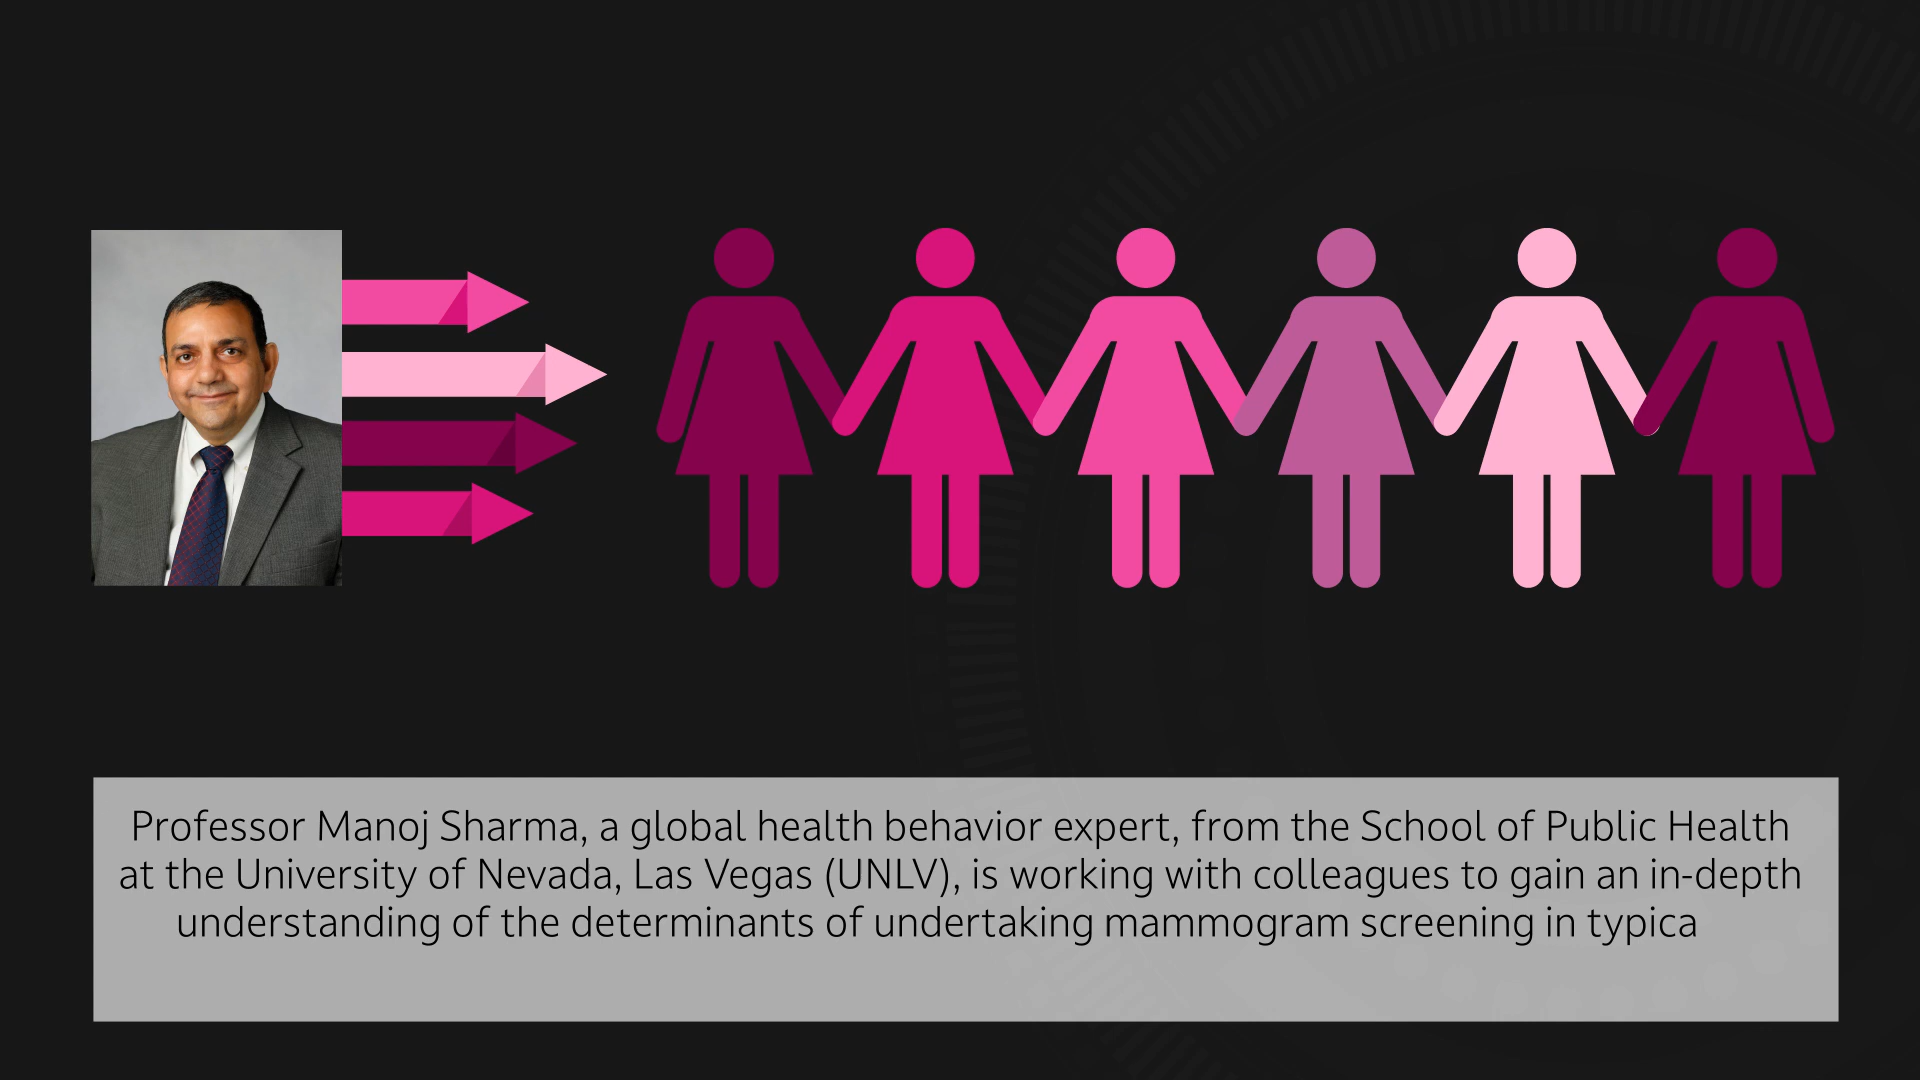 Professor Manoj Sharma, a global health behavior expert, from the School of Public Health
at the University of Nevada, Las Vegas (UNLV), is working with colleagues to gain an in-depth
understanding of the determinants of undertaking mammogram screening in typica